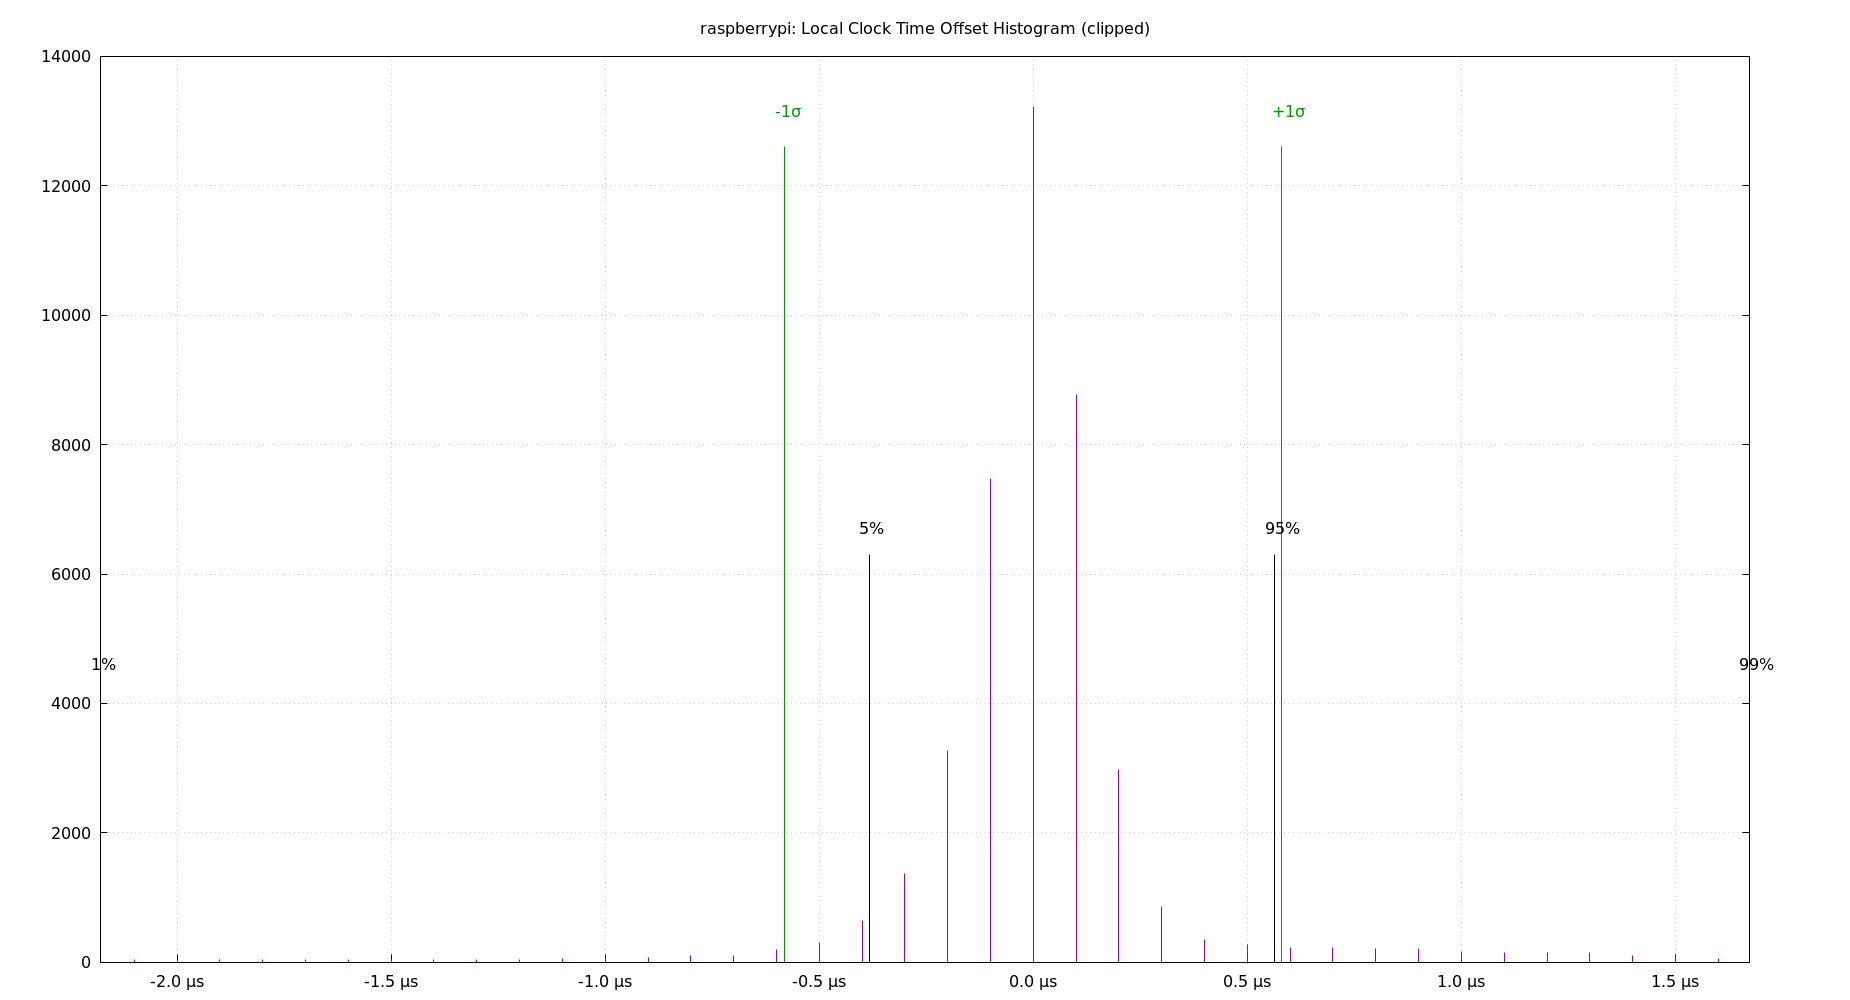 raspberrypi: Local Clock Time Offset Histogram (clipped)
14000
-1σ
+1σ
12000
10000
8000
5%
95%
6000
1%
99%
4000
2000
0
-2.0 µs
-1.5 µs
-1.0 µs
-0.5 µs
0.0 µs
0.5 µs
1.0 µs
1.5 µs